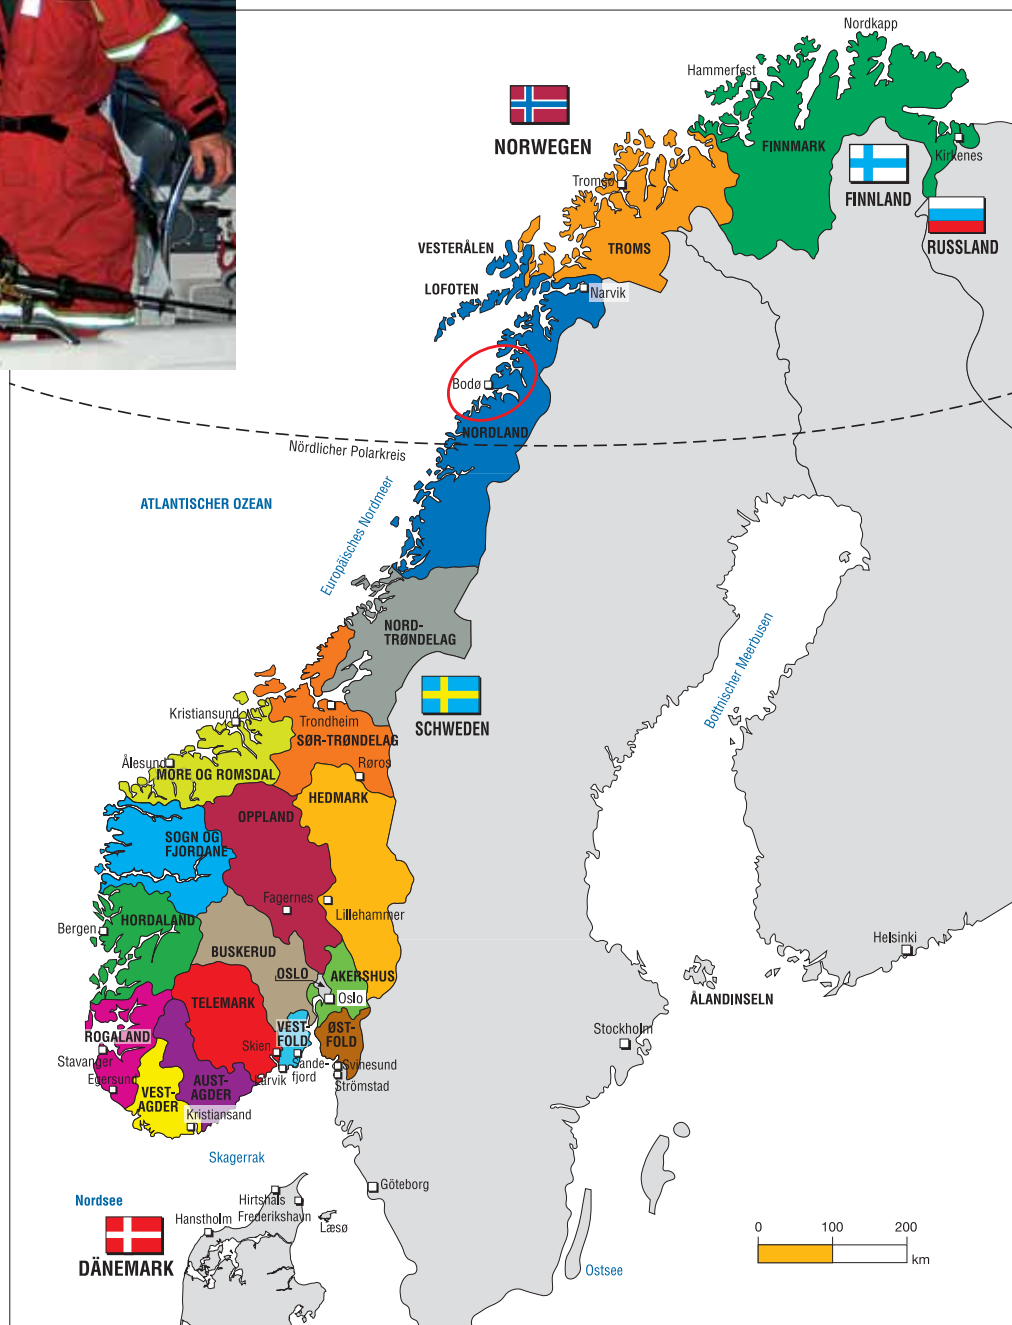 Nordkapp
Hammerfest
NORWEGEN
FINNMARK
Kirkenes
Tromsø
FINNLAND
RUSSLAND
VESTERÅLEN
TROMS
LOFOTEN
Narvik
Bodø
NORDLAND
Nördlicher Polarkreis
ATLANTISCHER OZEAN
Europäisches Nordmeer
Bottnischer Meerbusen
NORD-
TRØNDELAG
SCHWEDEN
Kristiansund
Trondheim
SØR-TRØNDELAG
Ålesund
MØRE OG ROMSDAL
Røros
HEDMARK
OPPLAND
SOGN OG
FJORDANE
Fagernes
Lillehammer
HORDALAND
Bergen
BUSKERUD
Helsinki
OSLO
AKERSHUS
Oslo
ÅLANDINSELN
TELEMARK
ROGALAND
VEST-
FOLD
ØST-
FOLD
Stockholm
Skien
Stavanger
Sande-
fjord
Svinesund
Egersund
Larvik
Strömstad
AUST-
AGDER
VEST-
AGDER
Kristiansand
Skagerrak
Göteborg
Nordsee
Hirtshals
Frederikshavn
Hanstholm
Læsø
DÄNEMARK
Ostsee
0 100 200
km